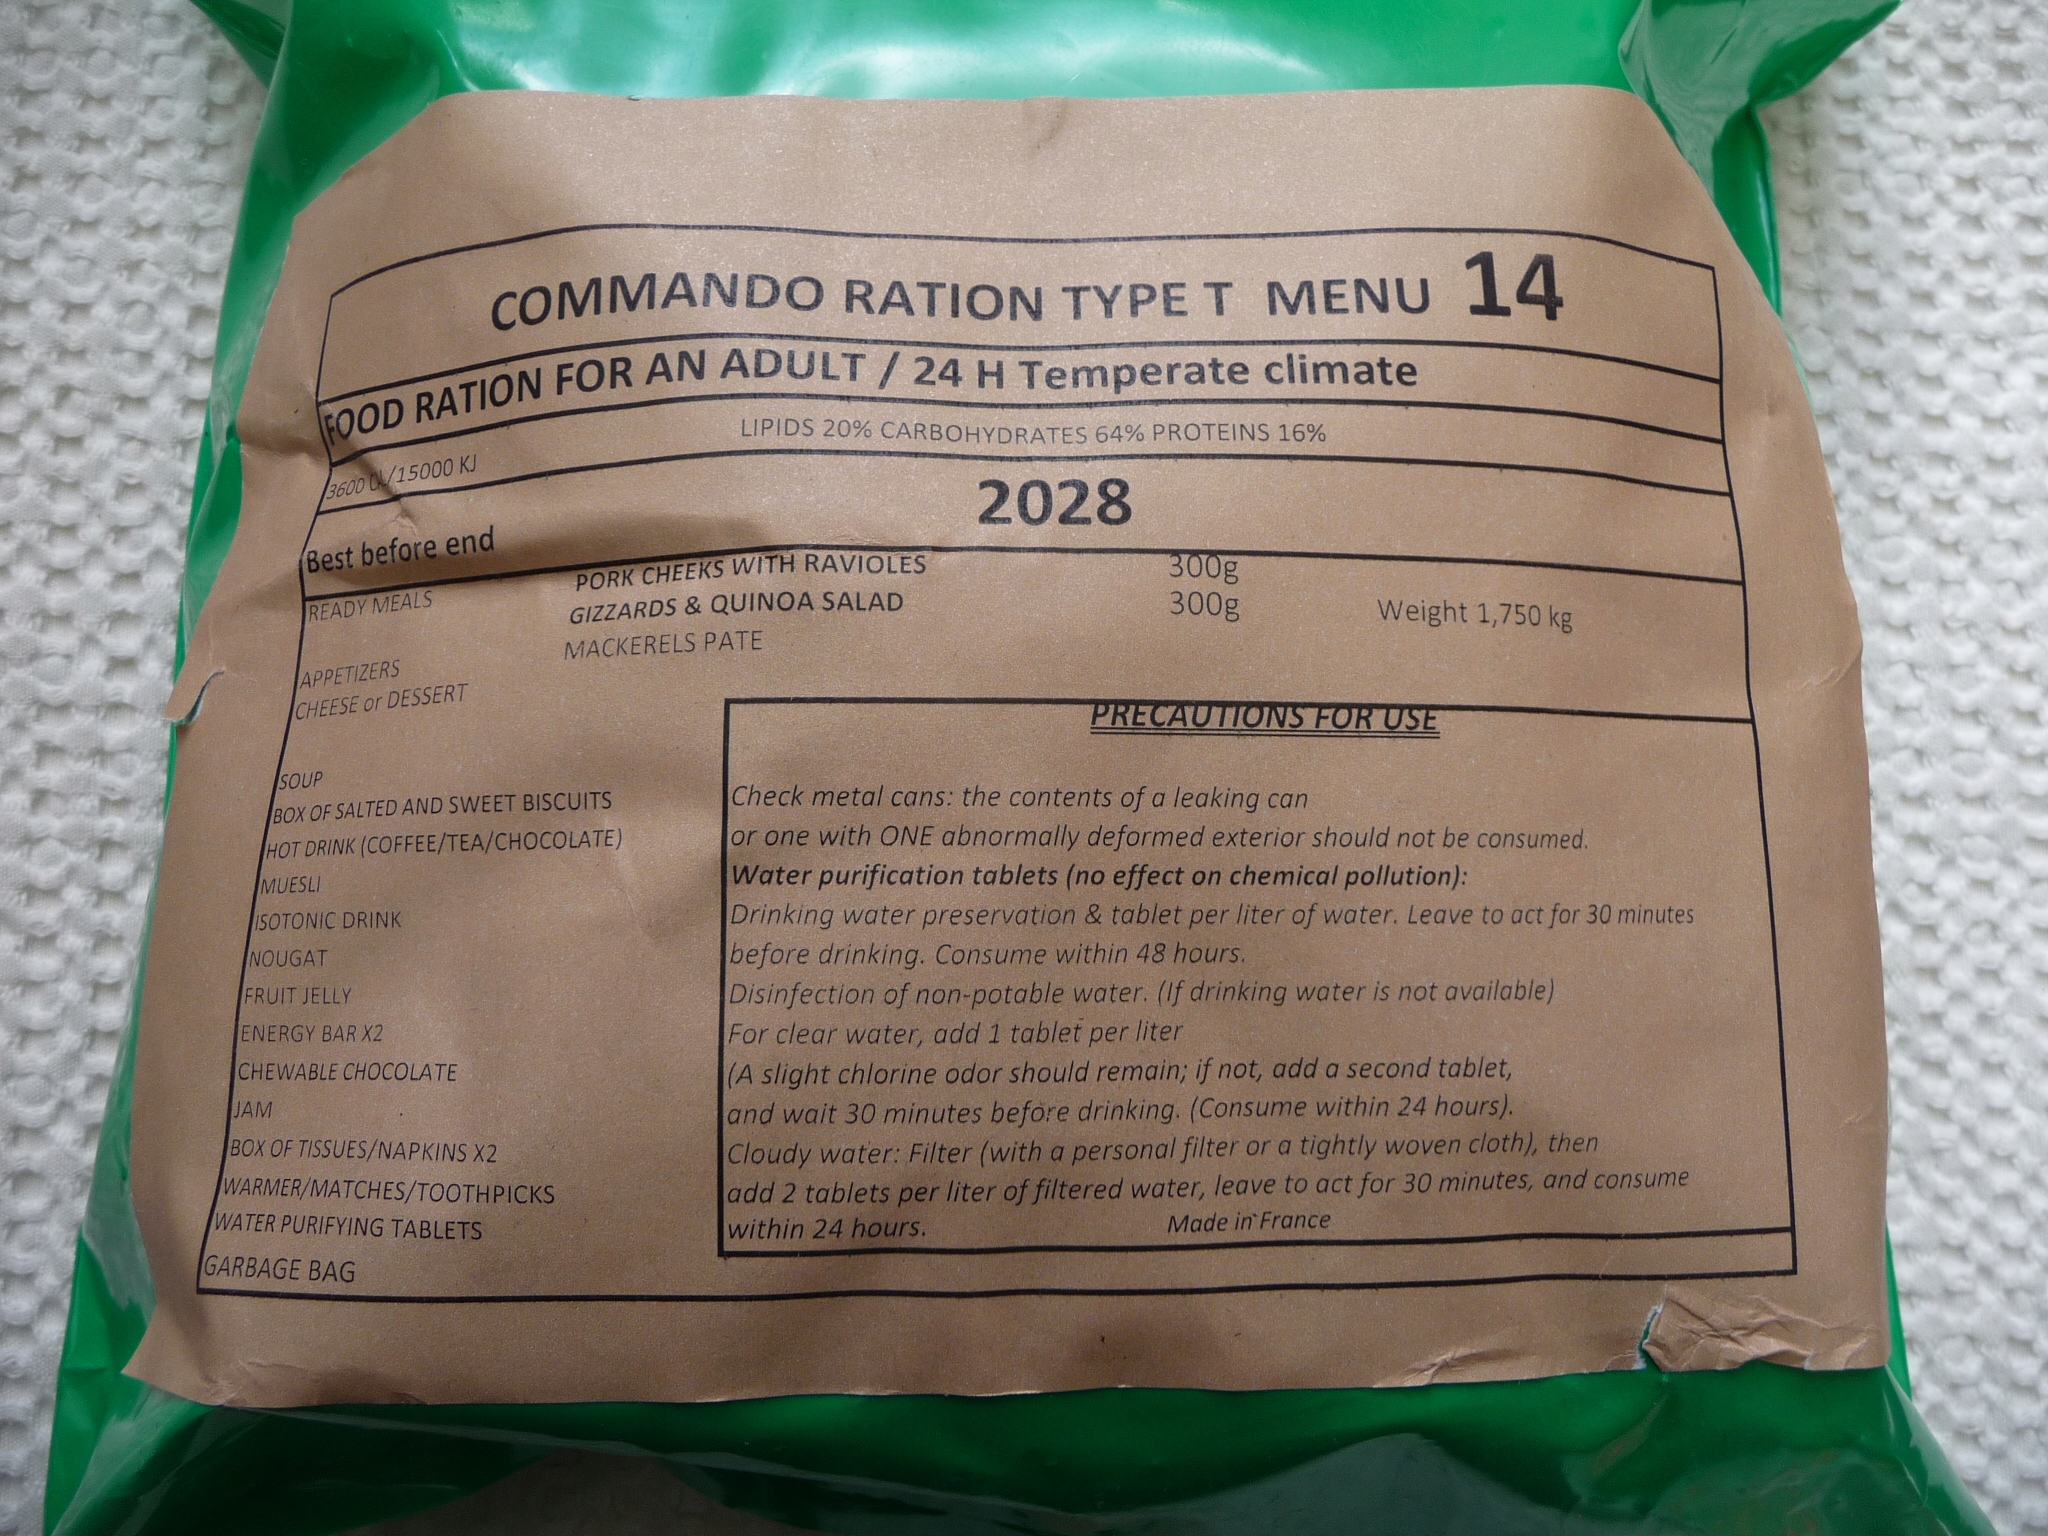 COMMANDO RATION TYPE T MENU 14
FOOD RATION FOR AN ADULT / 24 H Temperate climate
LIPIDS 20% CARBOHYDRATES 64% PROTEINS 16%
3600 /15000 KJ
Best before end 2028
READY MEALS PORK CHEEKS WITH RAVIOLES 300g
GIZZARDS & QUINOA SALAD 300g Weight 1,750 kg
APPETIZERS MACKERELS PATE
CHEESE or DESSERT
SOUP
BOX OF SALTED AND SWEET BISCUITS
HOT DRINK (COFFEE/TEA/CHOCOLATE)
MUESLI
ISOTONIC DRINK
NOUGAT
FRUIT JELLY
ENERGY BAR X2
CHEWABLE CHOCOLATE
JAM
BOX OF TISSUES/NAPKINS X2
WARMER/MATCHES/TOOTHPICKS
WATER PURIFYING TABLETS
GARBAGE BAG
PRECAUTIONS FOR USE
Check metal cans: the contents of a leaking can
or one with ONE abnormally deformed exterior should not be consumed.
Water purification tablets (no effect on chemical pollution):
Drinking water preservation & tablet per liter of water. Leave to act for 30 minutes
before drinking. Consume within 48 hours.
Disinfection of non-potable water. (If drinking water is not available)
For clear water, add 1 tablet per liter
(A slight chlorine odor should remain; if not, add a second tablet,
and wait 30 minutes before drinking. (Consume within 24 hours).
Cloudy water: Filter (with a personal filter or a tightly woven cloth), then
add 2 tablets per liter of filtered water, leave to act for 30 minutes, and consume
within 24 hours. Made in France